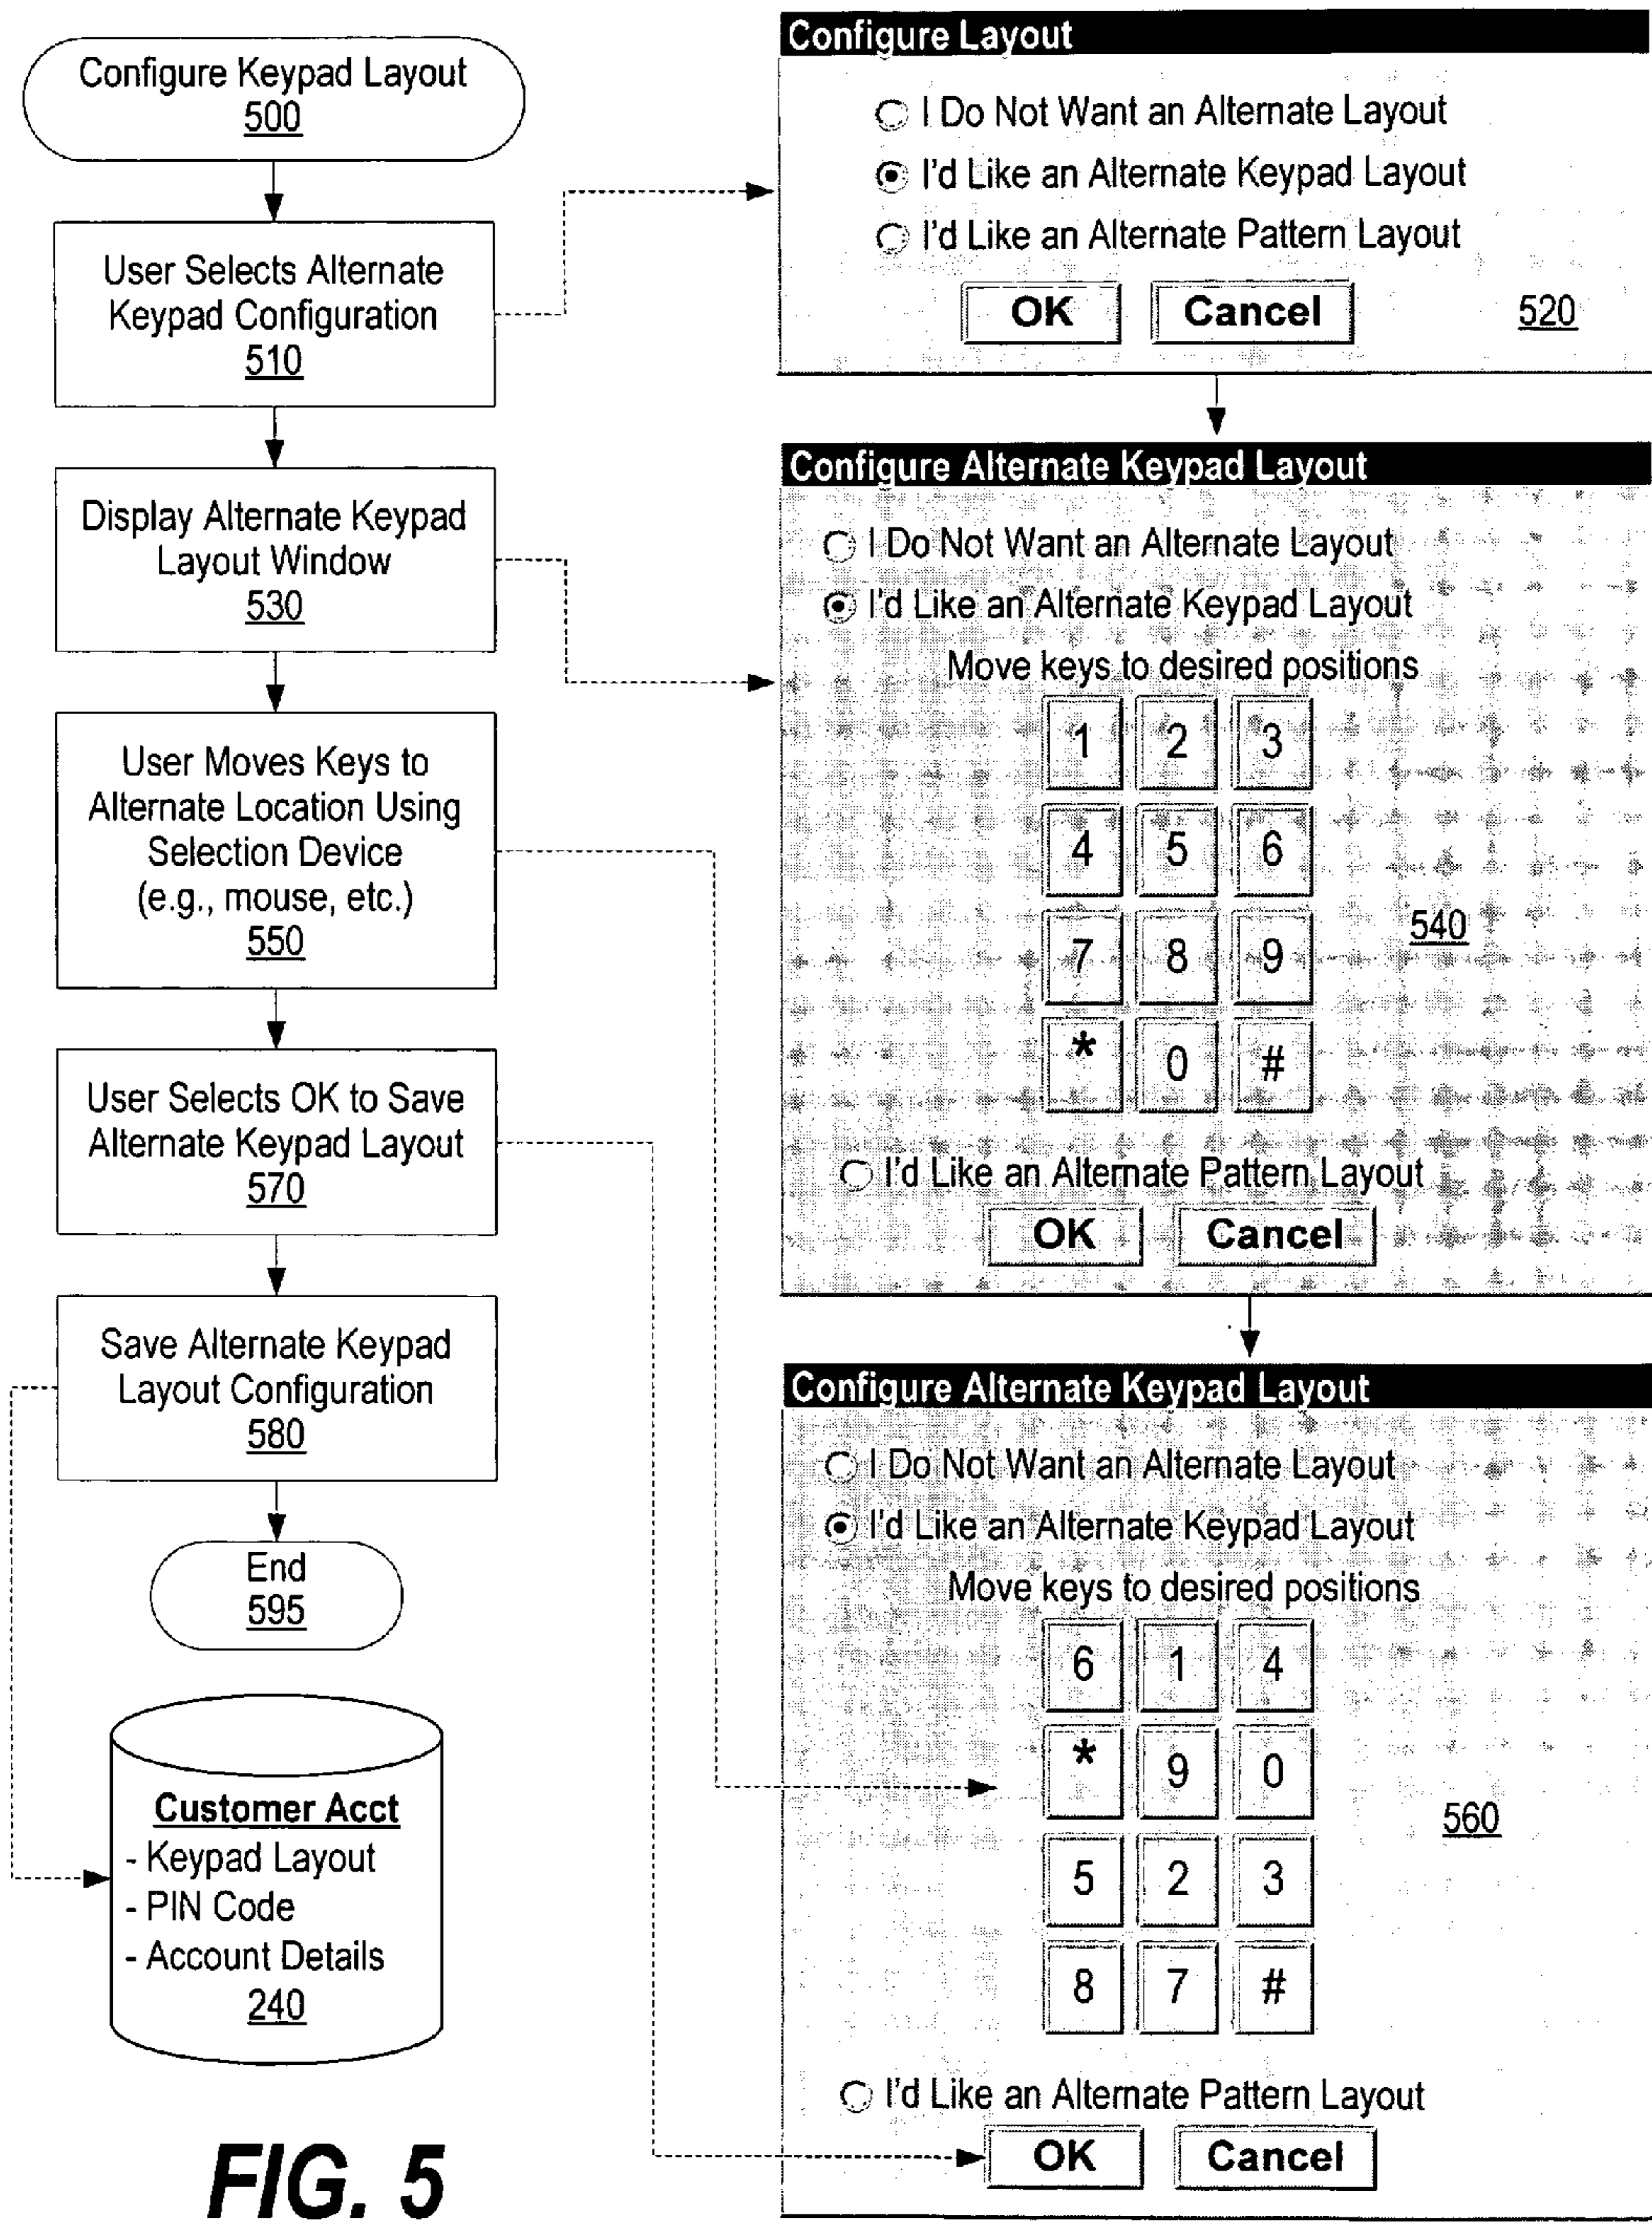 Configure Keypad Layout
500
User Selects Alternate
Keypad Configuration
510
Display Alternate Keypad
Layout Window
530
User Moves Keys to
Alternate Location Using
Selection Device
(e.g., mouse, etc.)
550
User Selects OK to Save
Alternate Keypad Layout
570
Save Alternate Keypad
Layout Configuration
580
End
595
Customer Acct
- Keypad Layout
- PIN Code
- Account Details
240
FIG. 5
Configure Layout
I Do Not Want an Alternate Layout
I'd Like an Alternate Keypad Layout
I'd Like an Alternate Pattern Layout
OK Cancel 520
Configure Alternate Keypad Layout
I Do Not Want an Alternate Layout
I'd Like an Alternate Keypad Layout
Move keys to desired positions
1 2 3
4 5 6
7 8 9
* 0 #
540
I'd Like an Alternate Pattern Layout
OK Cancel
Configure Alternate Keypad Layout
I Do Not Want an Alternate Layout
I'd Like an Alternate Keypad Layout
Move keys to desired positions
6 1 4
* 9 0
5 2 3
8 7 #
560
I'd Like an Alternate Pattern Layout
OK Cancel